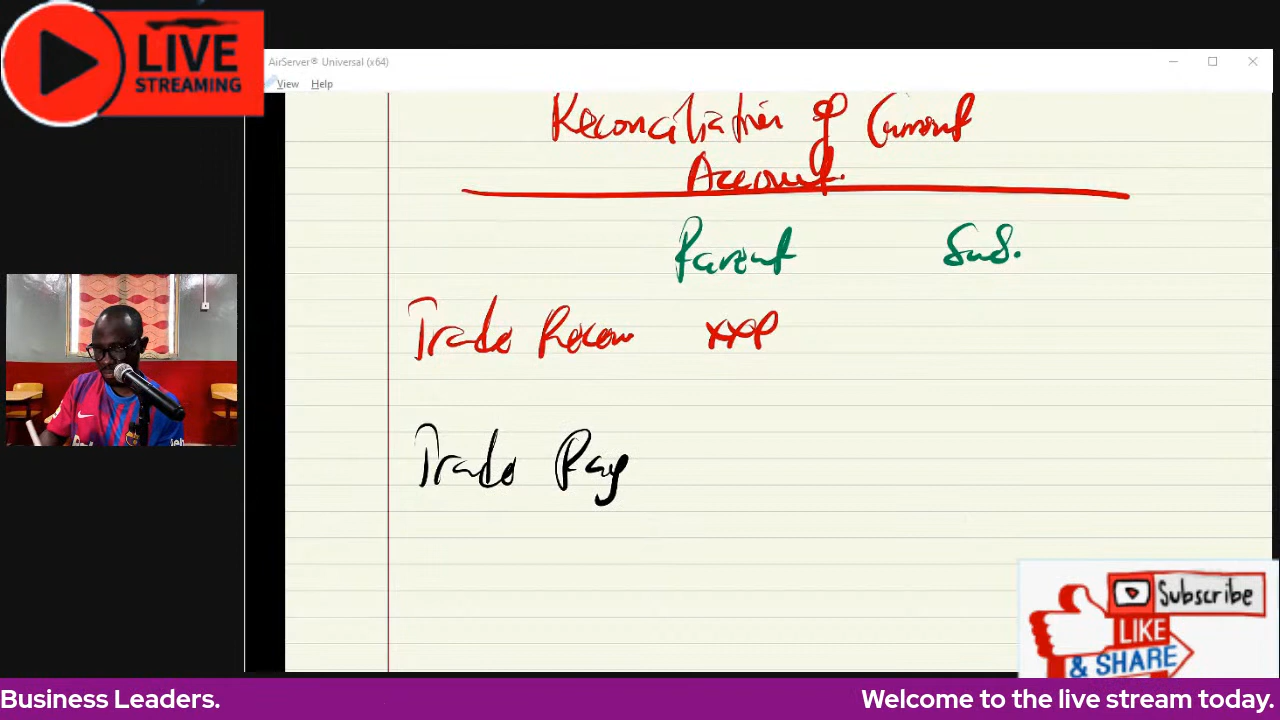 LIVE
STREAMING
AirServer® Universal (x64)
View Help
Reconciliation of Current
Account.
Parent Sub.
Trade Receiv xxx
Trade Pay
Subscribe
LIKE
& SHARE
Business Leaders. Welcome to the live stream today.